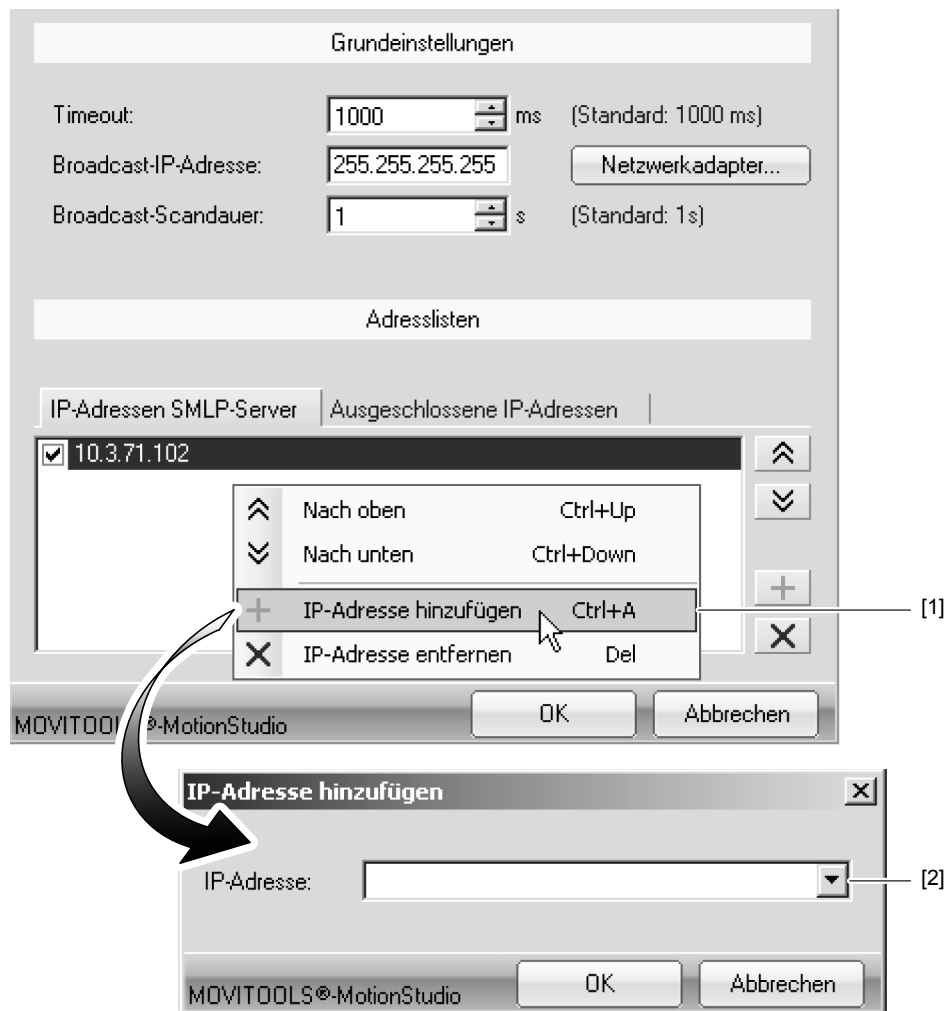 Grundeinstellungen
Timeout: 1000 ms (Standard: 1000 ms)
Broadcast-IP-Adresse: 255.255.255.255 Netzwerkadapter...
Broadcast-Scandauer: 1 s (Standard: 1s)
Adresslisten
IP-Adressen SMLP-Server Ausgeschlossene IP-Adressen
10.3.71.102
Nach oben Ctrl+Up
Nach unten Ctrl+Down
IP-Adresse hinzufügen Ctrl+A [1]
IP-Adresse entfernen Del
MOVITOOLS®-MotionStudio OK Abbrechen
IP-Adresse hinzufügen
IP-Adresse: [2]
MOVITOOLS®-MotionStudio OK Abbrechen